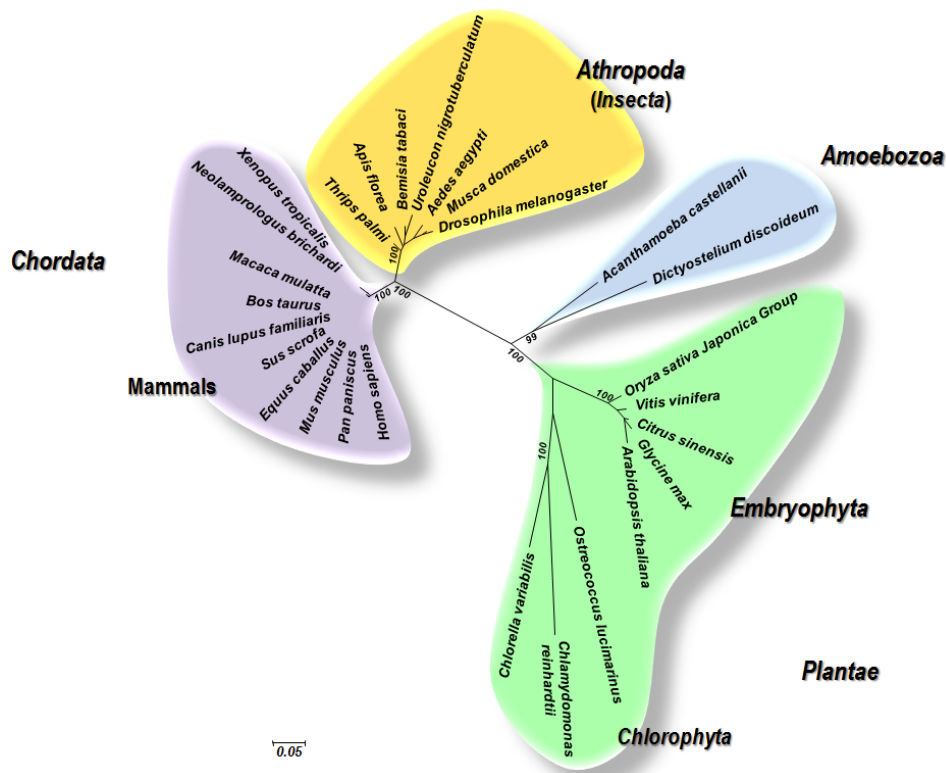 Athropoda
(Insecta)
Thrips palmi
Apis florea
Bemisia tabaci
Uroleucon nigrotuberculatum
Aedes aegypti
Musca domestica
Drosophila melanogaster
100
Amoebozoa
Acanthamoeba castellanii
Dictyostelium discoideum
99
Chordata
Xenopus tropicalis
Neolamprologus brichardi
Macaca mulatta
Bos taurus
Canis lupus familiaris
Sus scrofa
Equus caballus
Mus musculus
Pan paniscus
Homo sapiens
Mammals
100
100
100
Oryza sativa Japonica Group
Vitis vinifera
Citrus sinensis
Glycine max
Arabidopsis thaliana
100
Embryophyta
100
Ostreococcus lucimarinus
Chlorella variabilis
Chlamydomonas
reinhardtii
Plantae
Chlorophyta
0.05